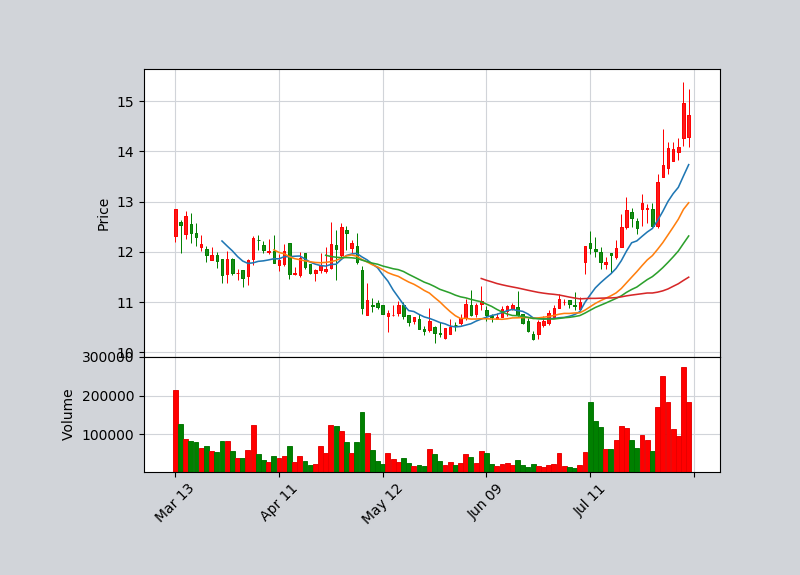 Price
15
14
13
12
11
10
Volume
300000
200000
100000
Mar 13
Apr 11
May 12
Jun 09
Jul 11